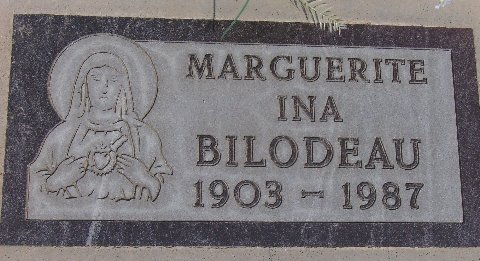 MARGUERITE
INA
BILODEAU
1903 - 1987